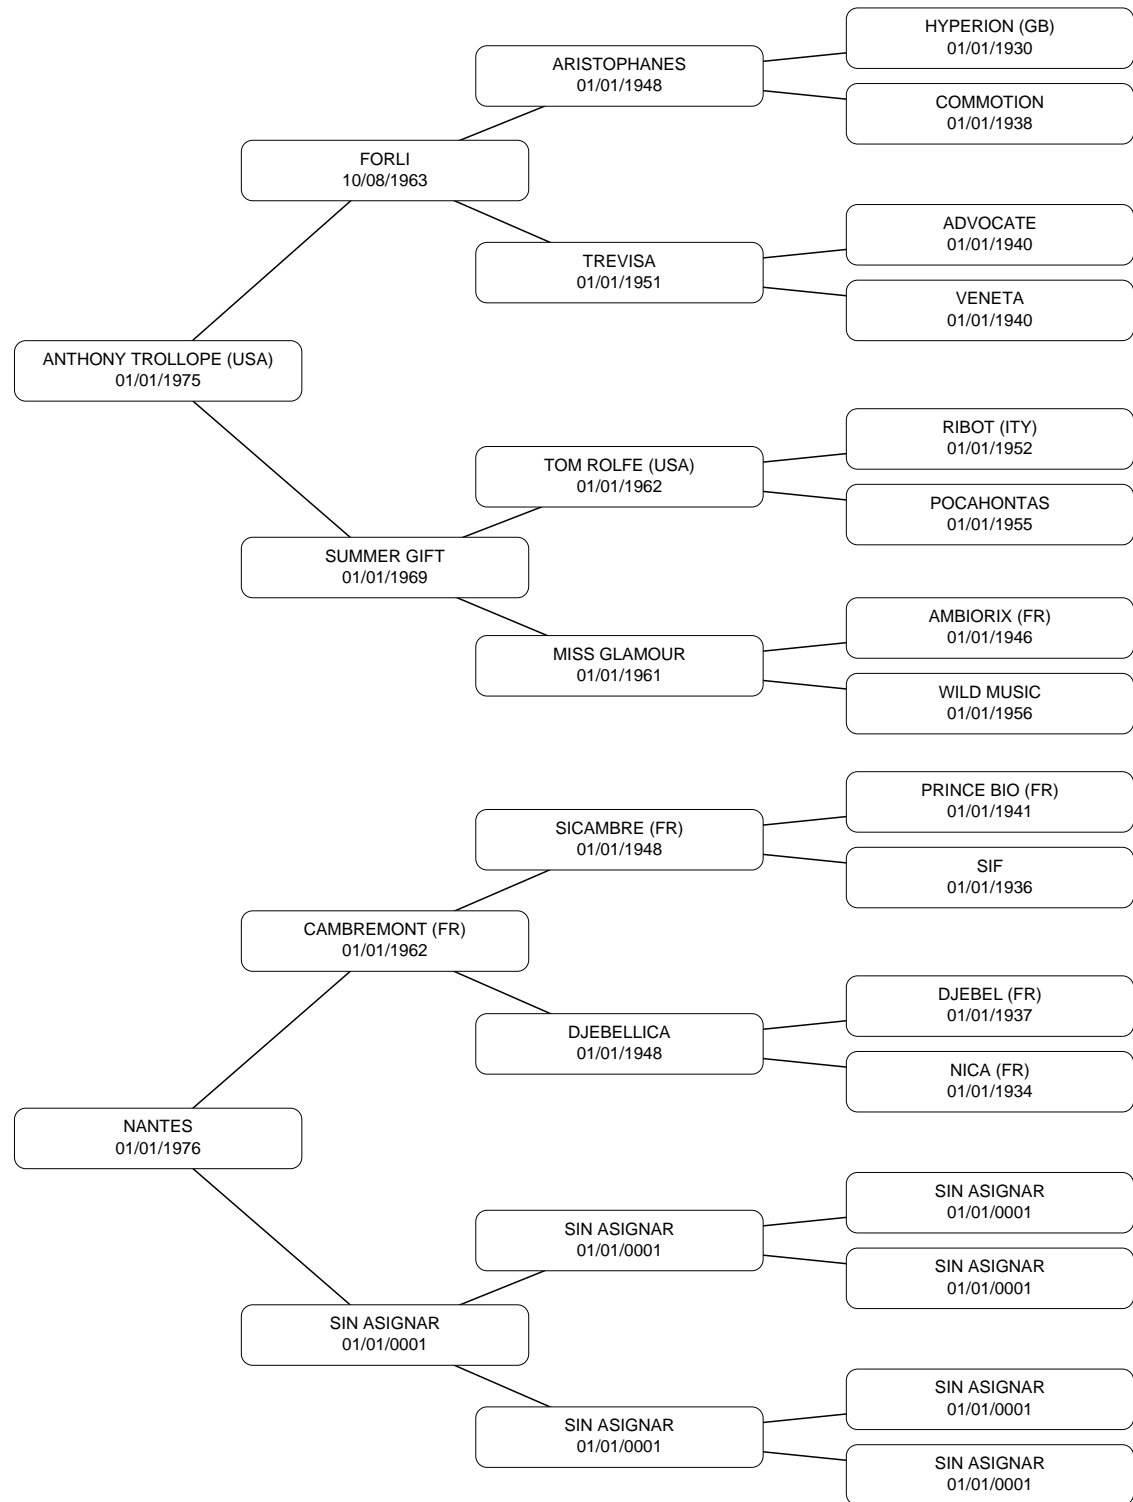 HYPERION (GB)
01/01/1930
ARISTOPHANES
01/01/1948
COMMOTION
01/01/1938
FORLI
10/08/1963
ADVOCATE
01/01/1940
TREVISA
01/01/1951
VENETA
01/01/1940
ANTHONY TROLLOPE (USA)
01/01/1975
RIBOT (ITY)
01/01/1952
TOM ROLFE (USA)
01/01/1962
POCAHONTAS
01/01/1955
SUMMER GIFT
01/01/1969
AMBIORIX (FR)
01/01/1946
MISS GLAMOUR
01/01/1961
WILD MUSIC
01/01/1956
PRINCE BIO (FR)
01/01/1941
SICAMBRE (FR)
01/01/1948
SIF
01/01/1936
CAMBREMONT (FR)
01/01/1962
DJEBEL (FR)
01/01/1937
DJEBELLICA
01/01/1948
NICA (FR)
01/01/1934
NANTES
01/01/1976
SIN ASIGNAR
01/01/0001
SIN ASIGNAR
01/01/0001
SIN ASIGNAR
01/01/0001
SIN ASIGNAR
01/01/0001
SIN ASIGNAR
01/01/0001
SIN ASIGNAR
01/01/0001
SIN ASIGNAR
01/01/0001